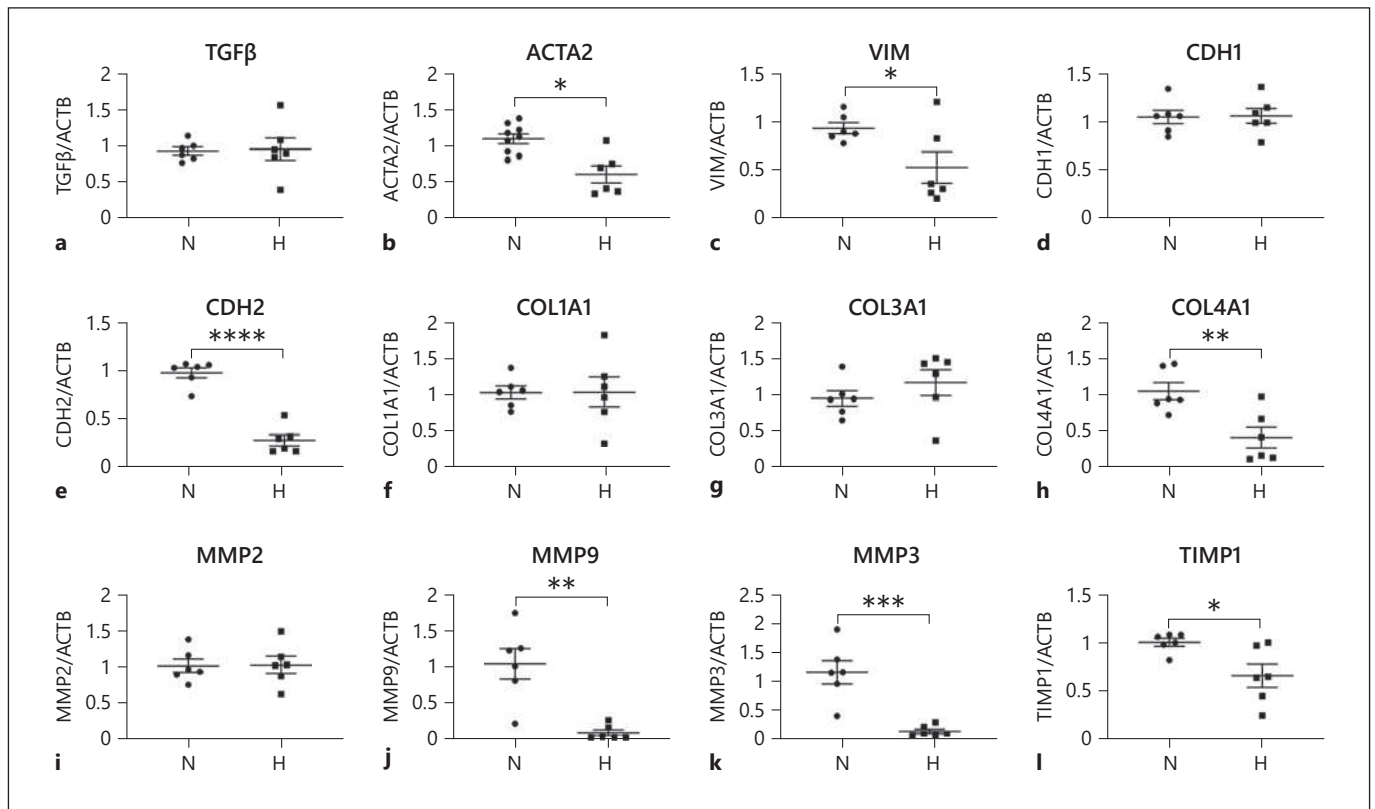 TGFβ
TGFβ/ACTB
2
1.5
1
0.5
0
N
H
a
ACTA2
ACTA2/ACTB
2
1.5
1
0.5
0
*
N
H
b
VIM
VIM/ACTB
1.5
1.0
0.5
0
*
N
H
c
CDH1
CDH1/ACTB
1.5
1.0
0.5
0
N
H
d
CDH2
CDH2/ACTB
1.5
1
0.5
0
****
N
H
e
COL1A1
COL1A1/ACTB
2
1.5
1
0.5
0
N
H
f
COL3A1
COL3A1/ACTB
2
1.5
1
0.5
0
N
H
g
COL4A1
COL4A1/ACTB
2
1.5
1
0.5
0
**
N
H
h
MMP2
MMP2/ACTB
2
1.5
1
0.5
0
N
H
i
MMP9
MMP9/ACTB
2
1.5
1
0.5
0
**
N
H
j
MMP3
MMP3/ACTB
2.5
2
1.5
1
0.5
0
***
N
H
k
TIMP1
TIMP1/ACTB
1.5
1
0.5
0
*
N
H
l